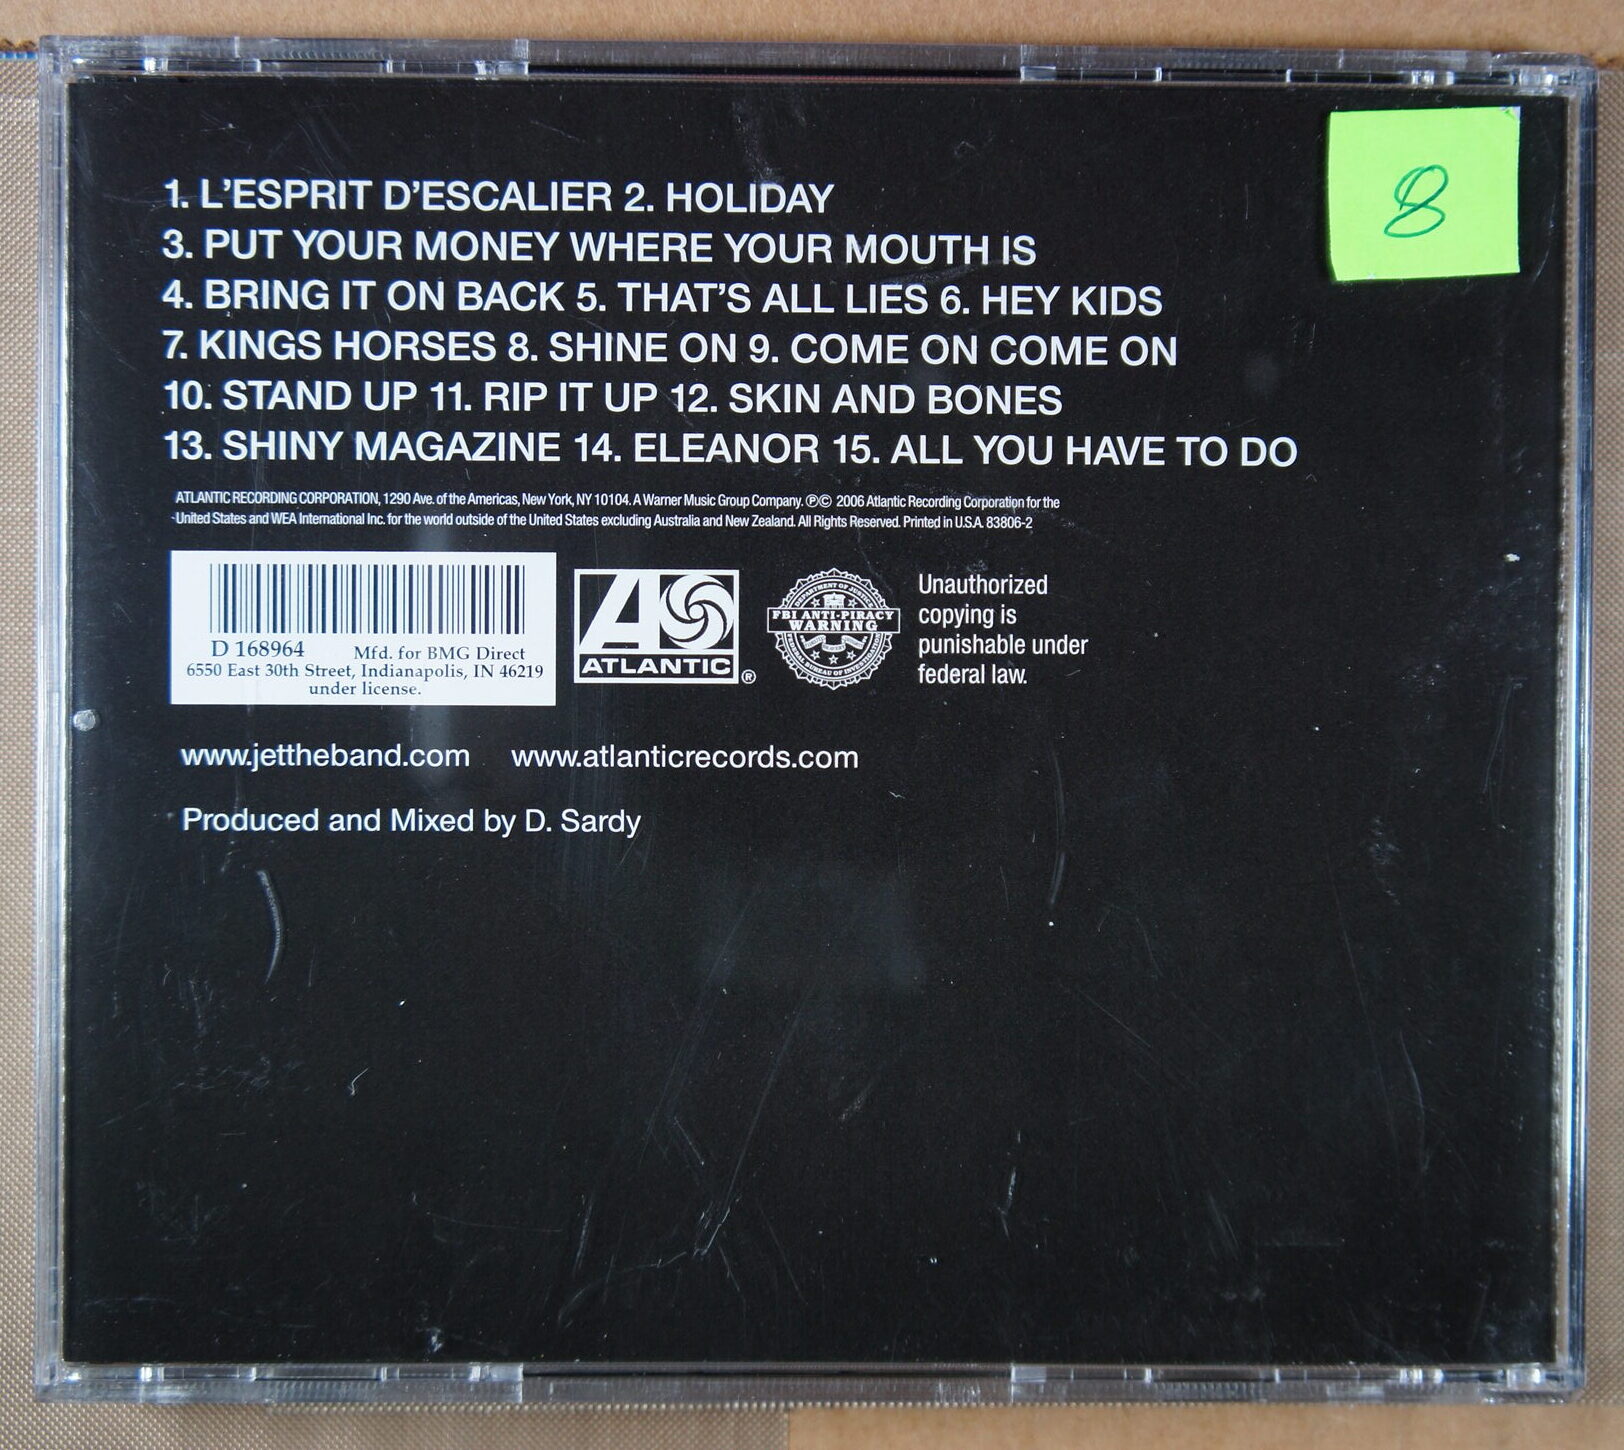 8
1. L'ESPRIT D'ESCALIER 2. HOLIDAY
3. PUT YOUR MONEY WHERE YOUR MOUTH IS
4. BRING IT ON BACK 5. THAT'S ALL LIES 6. HEY KIDS
7. KINGS HORSES 8. SHINE ON 9. COME ON COME ON
10. STAND UP 11. RIP IT UP 12. SKIN AND BONES
13. SHINY MAGAZINE 14. ELEANOR 15. ALL YOU HAVE TO DO
ATLANTIC RECORDING CORPORATION, 1290 Ave. of the Americas, New York, NY 10104. A Warner Music Group Company. ℗© 2006 Atlantic Recording Corporation for the
United States and WEA International Inc. for the world outside of the United States excluding Australia and New Zealand. All Rights Reserved. Printed in U.S.A. 83806-2
D 168964 Mfd. for BMG Direct
6550 East 30th Street, Indianapolis, IN 46219
under license.
ATLANTIC ®
DEPARTMENT OF JUSTICE
FBI ANTI-PIRACY
WARNING
FEDERAL BUREAU OF INVESTIGATION
Unauthorized
copying is
punishable under
federal law.
www.jettheband.com www.atlanticrecords.com
Produced and Mixed by D. Sardy